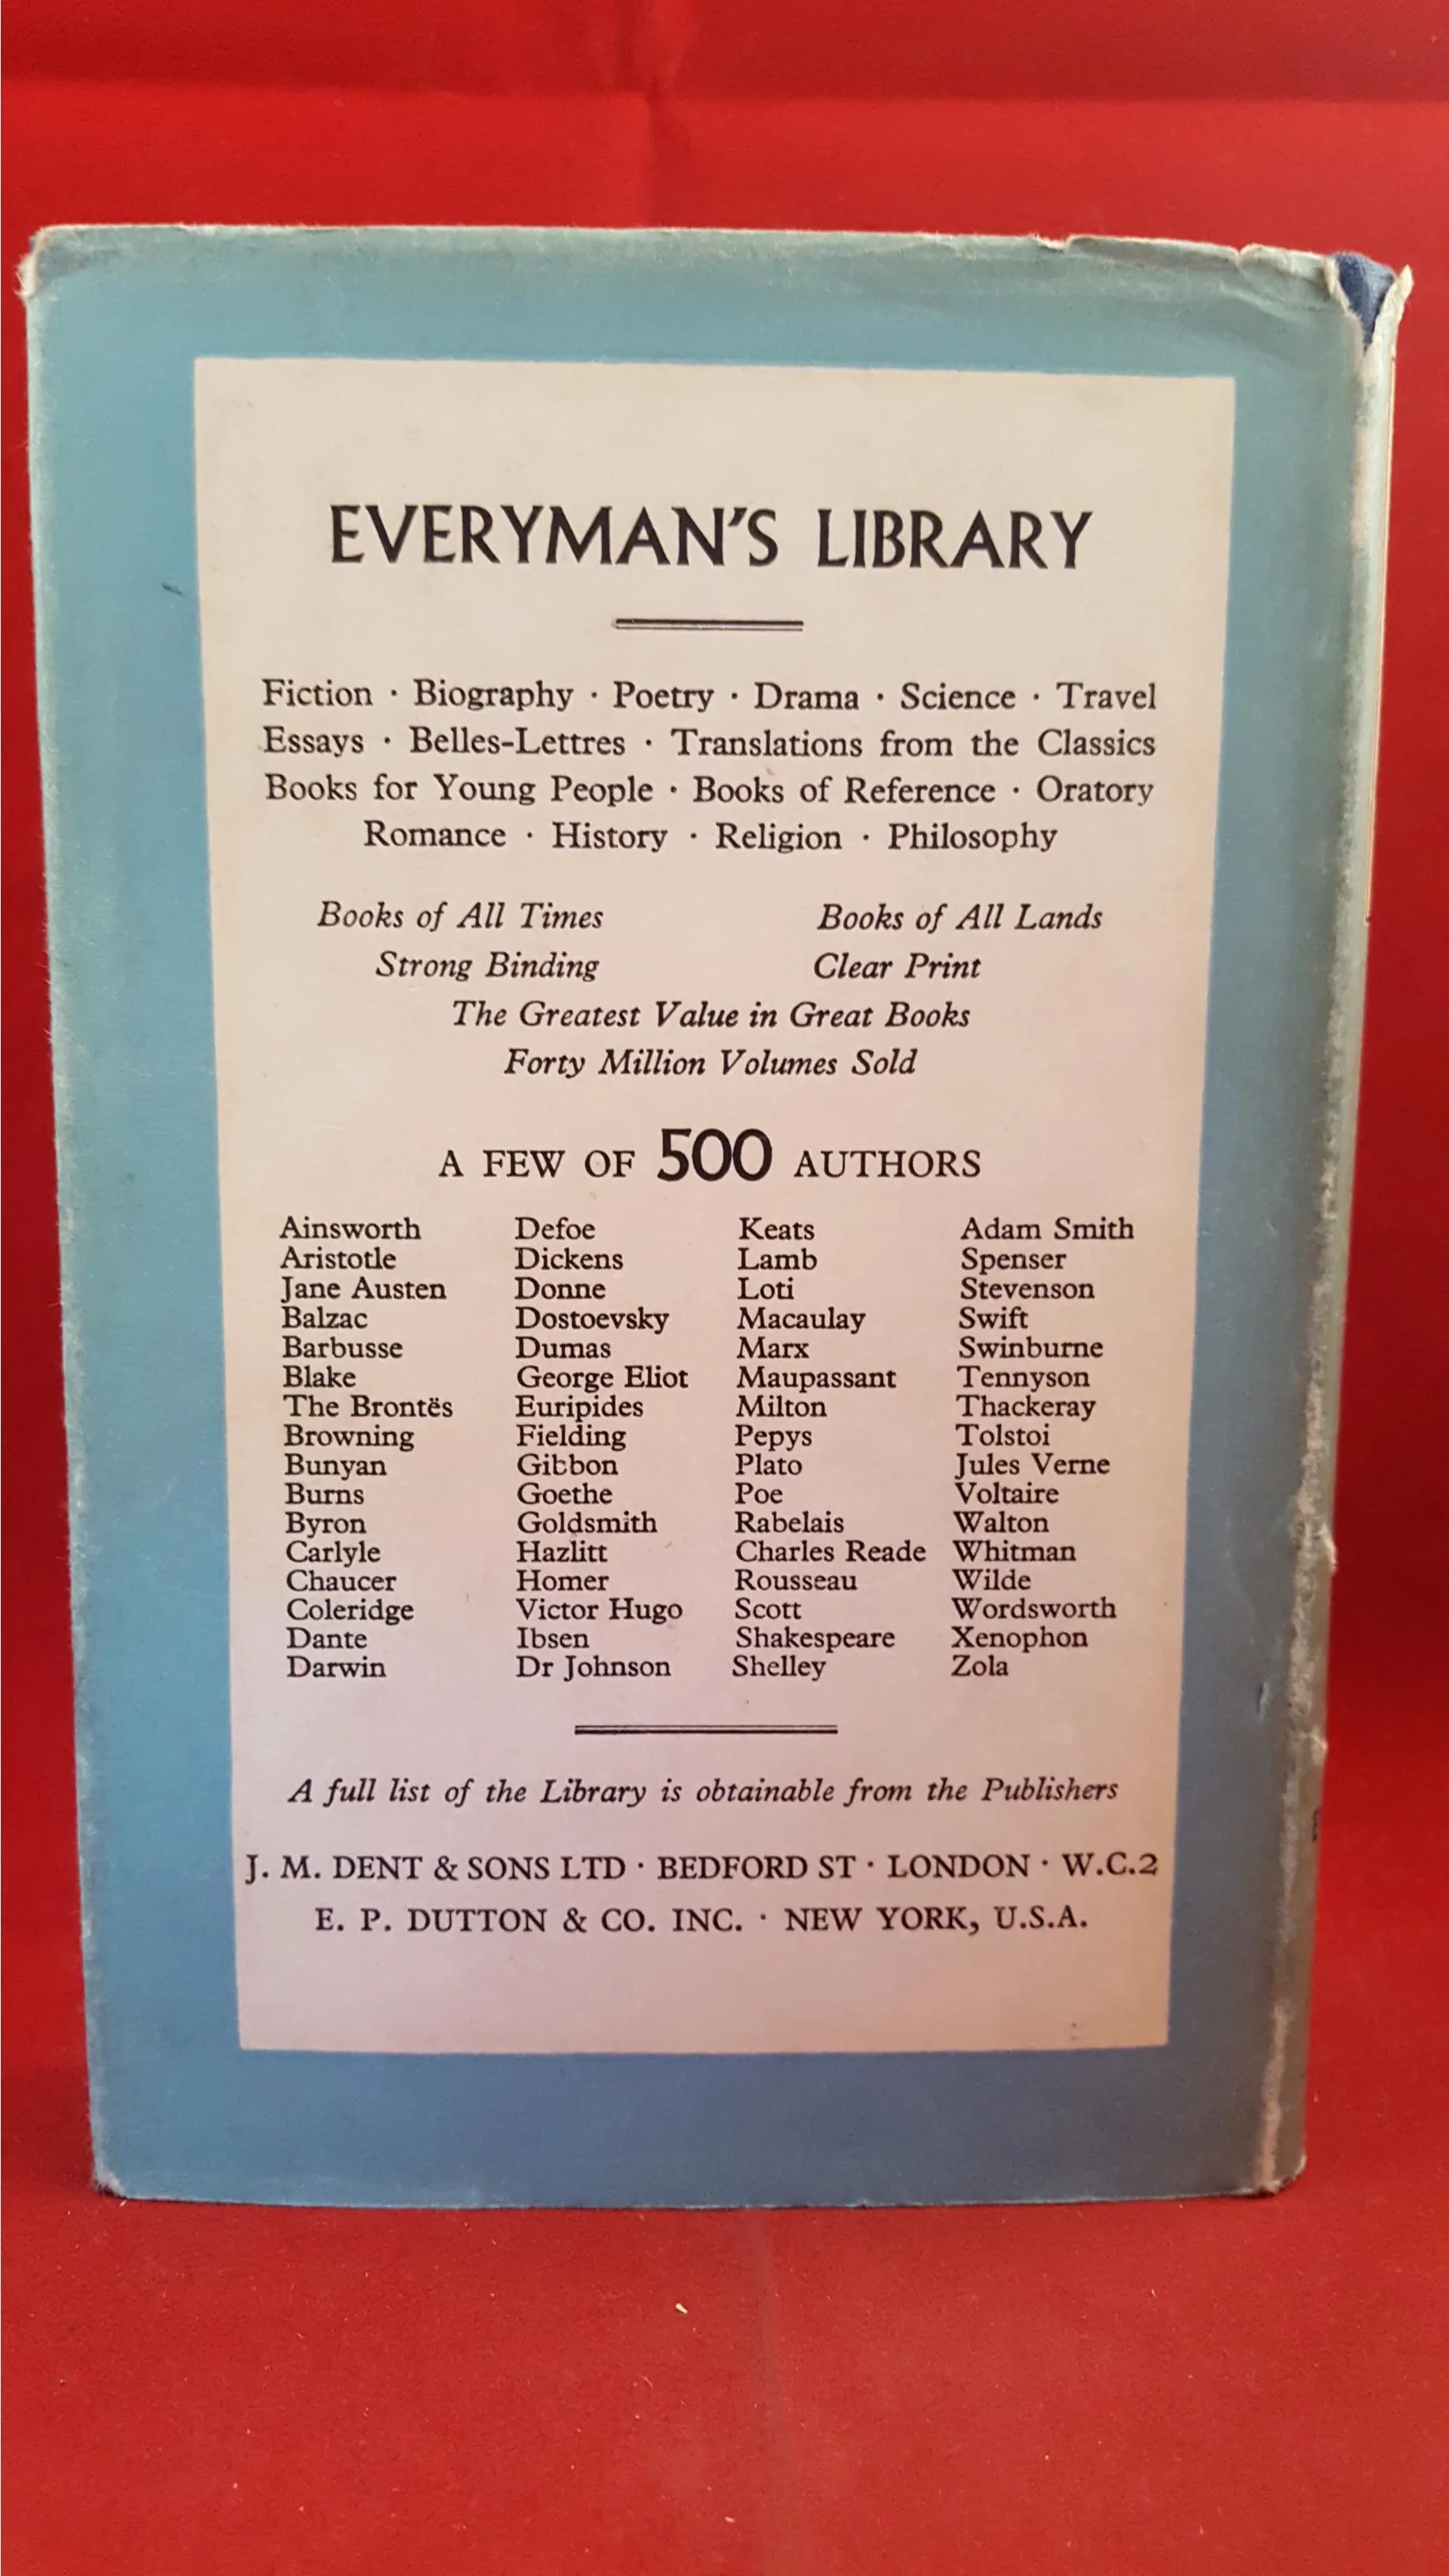 EVERYMAN'S LIBRARY
Fiction · Biography · Poetry · Drama · Science · Travel
Essays · Belles-Lettres · Translations from the Classics
Books for Young People · Books of Reference · Oratory
Romance · History · Religion · Philosophy
Books of All Times Books of All Lands
Strong Binding Clear Print
The Greatest Value in Great Books
Forty Million Volumes Sold
A FEW OF 500 AUTHORS
Ainsworth Defoe Keats Adam Smith
Aristotle Dickens Lamb Spenser
Jane Austen Donne Loti Stevenson
Balzac Dostoevsky Macaulay Swift
Barbusse Dumas Marx Swinburne
Blake George Eliot Maupassant Tennyson
The Brontës Euripides Milton Thackeray
Browning Fielding Pepys Tolstoi
Bunyan Gibbon Plato Jules Verne
Burns Goethe Poe Voltaire
Byron Goldsmith Rabelais Walton
Carlyle Hazlitt Charles Reade Whitman
Chaucer Homer Rousseau Wilde
Coleridge Victor Hugo Scott Wordsworth
Dante Ibsen Shakespeare Xenophon
Darwin Dr Johnson Shelley Zola
A full list of the Library is obtainable from the Publishers
J. M. DENT & SONS LTD · BEDFORD ST · LONDON · W.C.2
E. P. DUTTON & CO. INC. · NEW YORK, U.S.A.